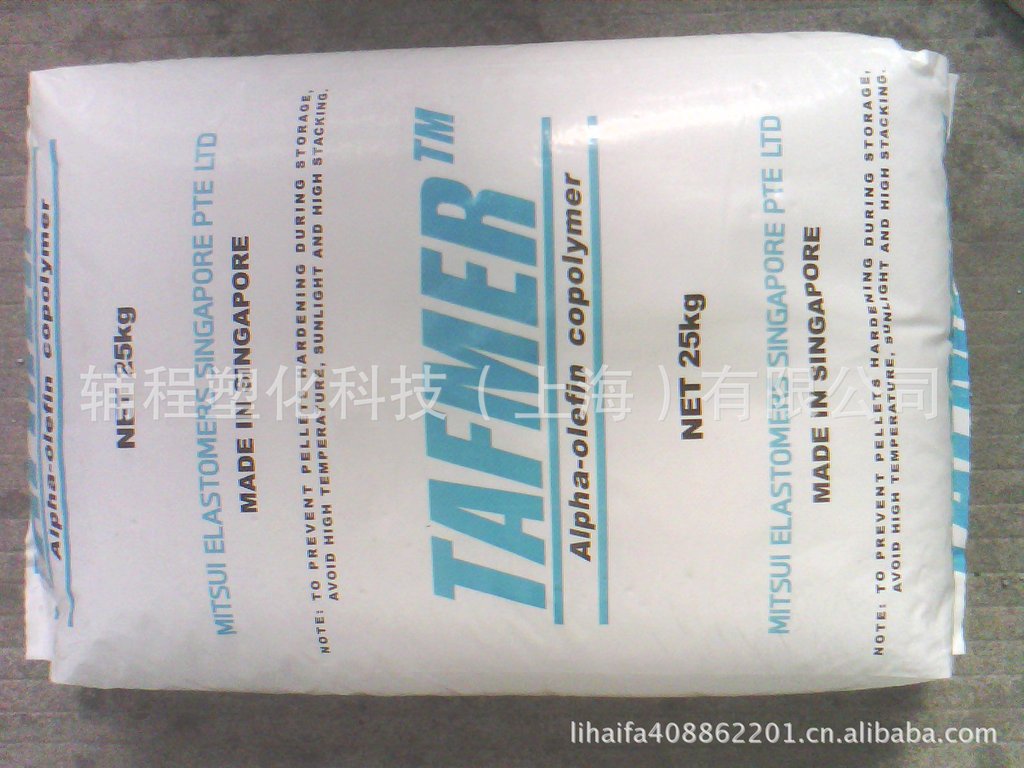 TAFMER
Alpha-olefin copolymer
NET 25kg
MITSUI ELASTOMERS SINGAPORE PTE LTD
MADE IN SINGAPORE
NOTE: TO PREVENT PELLETS HARDENING DURING STORAGE,
AVOID HIGH TEMPERATURE, SUNLIGHT AND HIGH STACKING.
TAFMER TM
Alpha-olefin copolymer
NET 25kg
MITSUI ELASTOMERS SINGAPORE PTE LTD
MADE IN SINGAPORE
NOTE: TO PREVENT PELLETS HARDENING DURING STORAGE,
AVOID HIGH TEMPERATURE, SUNLIGHT AND HIGH STACKING.
辅程塑化科技（上海）有限公司
lihaifa408862201.cn.alibaba.com